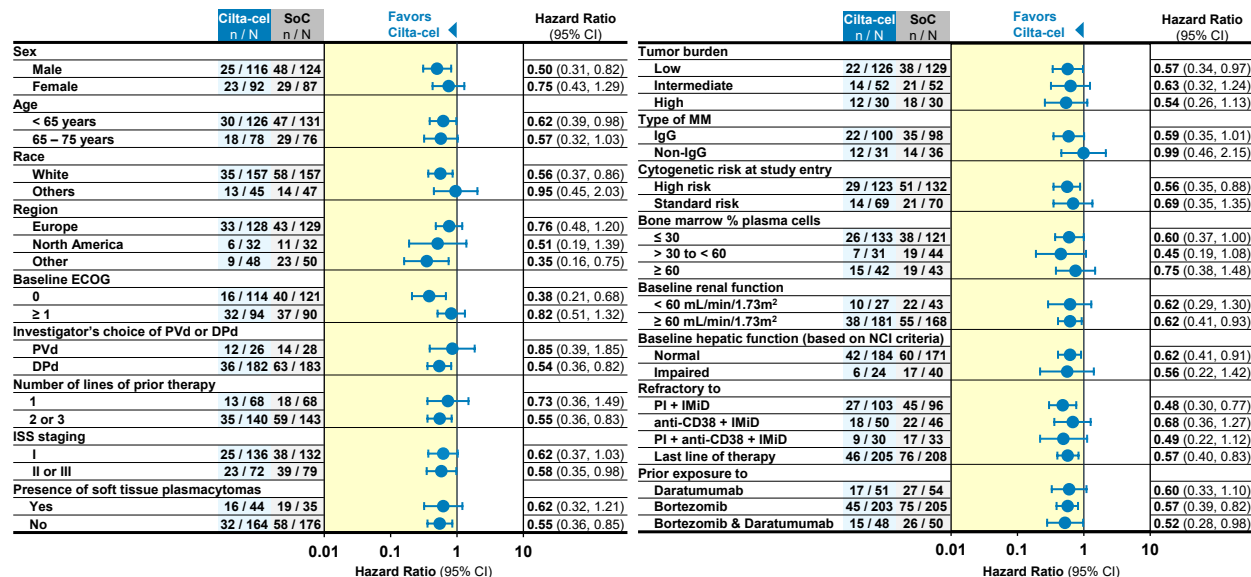 Cilta-cel SoC Favors Hazard Ratio
n / N n / N Cilta-cel (95% CI)
Sex
Male 25 / 116 48 / 124 0.50 (0.31, 0.82)
Female 23 / 92 29 / 87 0.75 (0.43, 1.29)
Age
< 65 years 30 / 126 47 / 131 0.62 (0.39, 0.98)
65 – 75 years 18 / 78 29 / 76 0.57 (0.32, 1.03)
Race
White 35 / 157 58 / 157 0.56 (0.37, 0.86)
Others 13 / 45 14 / 47 0.95 (0.45, 2.03)
Region
Europe 33 / 128 43 / 129 0.76 (0.48, 1.20)
North America 6 / 32 11 / 32 0.51 (0.19, 1.39)
Other 9 / 48 23 / 50 0.35 (0.16, 0.75)
Baseline ECOG
0 16 / 114 40 / 121 0.38 (0.21, 0.68)
≥ 1 32 / 94 37 / 90 0.82 (0.51, 1.32)
Investigator's choice of PVd or DPd
PVd 12 / 26 14 / 28 0.85 (0.39, 1.85)
DPd 36 / 182 63 / 183 0.54 (0.36, 0.82)
Number of lines of prior therapy
1 13 / 68 18 / 68 0.73 (0.36, 1.49)
2 or 3 35 / 140 59 / 143 0.55 (0.36, 0.83)
ISS staging
I 25 / 136 38 / 132 0.62 (0.37, 1.03)
II or III 23 / 72 39 / 79 0.58 (0.35, 0.98)
Presence of soft tissue plasmacytomas
Yes 16 / 44 19 / 35 0.62 (0.32, 1.21)
No 32 / 164 58 / 176 0.55 (0.36, 0.85)
0.01 0.1 1 10
Hazard Ratio (95% CI)
Cilta-cel SoC Favors Hazard Ratio
n / N n / N Cilta-cel (95% CI)
Tumor burden
Low 22 / 126 38 / 129 0.57 (0.34, 0.97)
Intermediate 14 / 52 21 / 52 0.63 (0.32, 1.24)
High 12 / 30 18 / 30 0.54 (0.26, 1.13)
Type of MM
IgG 22 / 100 35 / 98 0.59 (0.35, 1.01)
Non-IgG 12 / 31 14 / 36 0.99 (0.46, 2.15)
Cytogenetic risk at study entry
High risk 29 / 123 51 / 132 0.56 (0.35, 0.88)
Standard risk 14 / 69 21 / 70 0.69 (0.35, 1.35)
Bone marrow % plasma cells
≤ 30 26 / 133 38 / 121 0.60 (0.37, 1.00)
> 30 to < 60 7 / 31 19 / 44 0.45 (0.19, 1.08)
≥ 60 15 / 42 19 / 43 0.75 (0.38, 1.48)
Baseline renal function
< 60 mL/min/1.73m² 10 / 27 22 / 43 0.62 (0.29, 1.30)
≥ 60 mL/min/1.73m² 38 / 181 55 / 168 0.62 (0.41, 0.93)
Baseline hepatic function (based on NCI criteria)
Normal 42 / 184 60 / 171 0.62 (0.41, 0.91)
Impaired 6 / 24 17 / 40 0.56 (0.22, 1.42)
Refractory to
PI + IMiD 27 / 103 45 / 96 0.48 (0.30, 0.77)
anti-CD38 + IMiD 18 / 50 22 / 46 0.68 (0.36, 1.27)
PI + anti-CD38 + IMiD 9 / 30 17 / 33 0.49 (0.22, 1.12)
Last line of therapy 46 / 205 76 / 208 0.57 (0.40, 0.83)
Prior exposure to
Daratumumab 17 / 51 27 / 54 0.60 (0.33, 1.10)
Bortezomib 45 / 203 75 / 205 0.57 (0.39, 0.82)
Bortezomib & Daratumumab 15 / 48 26 / 50 0.52 (0.28, 0.98)
0.01 0.1 1 10
Hazard Ratio (95% CI)